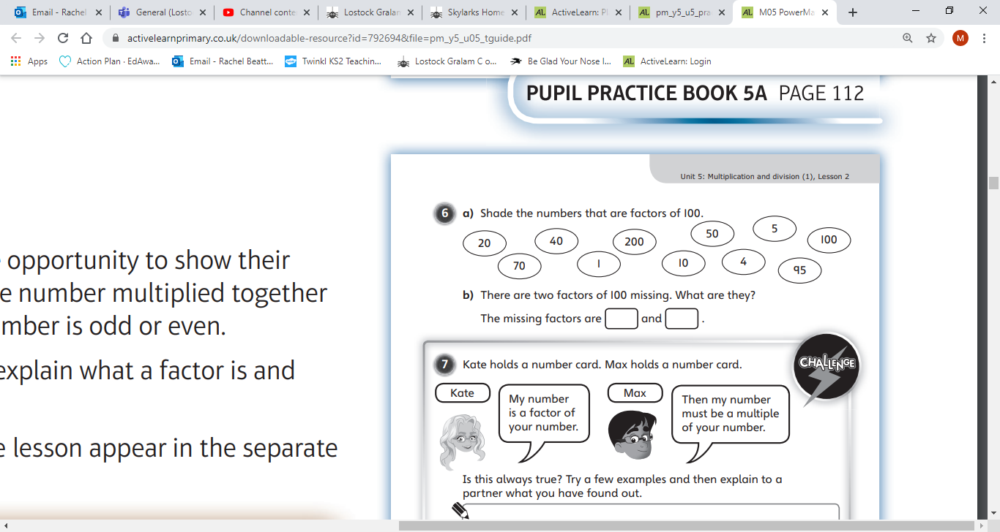 Email - Rachel
General (Losto
Channel conte
Lostock Gralan
Skylarks Home
ActiveLearn: Pl
pm_y5_u5_pra
M05 PowerMa
activelearnprimary.co.uk/downloadable-resource?id=792694&file=pm_y5_u05_tguide.pdf
M
Apps
Action Plan · EdAwa...
Email - Rachel Beatt...
Twinkl KS2 Teachin...
Lostock Gralam C o...
Be Glad Your Nose I...
ActiveLearn: Login
PUPIL PRACTICE BOOK 5A PAGE 112
Unit 5: Multiplication and division (1), Lesson 2
6 a) Shade the numbers that are factors of 100.
20 40 200 50 5 100
70 1 10 4 95
b) There are two factors of 100 missing. What are they?
The missing factors are and .
opportunity to show their
e number multiplied together
mber is odd or even.
explain what a factor is and
e lesson appear in the separate
7 Kate holds a number card. Max holds a number card.
CHALLENGE
Kate
My number
is a factor of
your number.
Max
Then my number
must be a multiple
of your number.
Is this always true? Try a few examples and then explain to a
partner what you have found out.